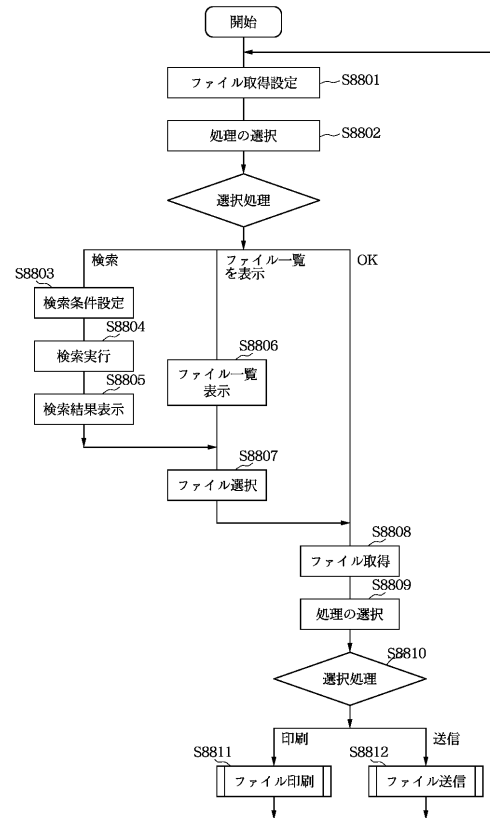 開始
ファイル取得設定
S8801
処理の選択
S8802
選択処理
検索
ファイル一覧
を表示
OK
S8803
検索条件設定
S8804
検索実行
S8805
検索結果表示
S8806
ファイル一覧
表示
S8807
ファイル選択
S8808
ファイル取得
S8809
処理の選択
S8810
選択処理
印刷
送信
S8811
ファイル印刷
S8812
ファイル送信